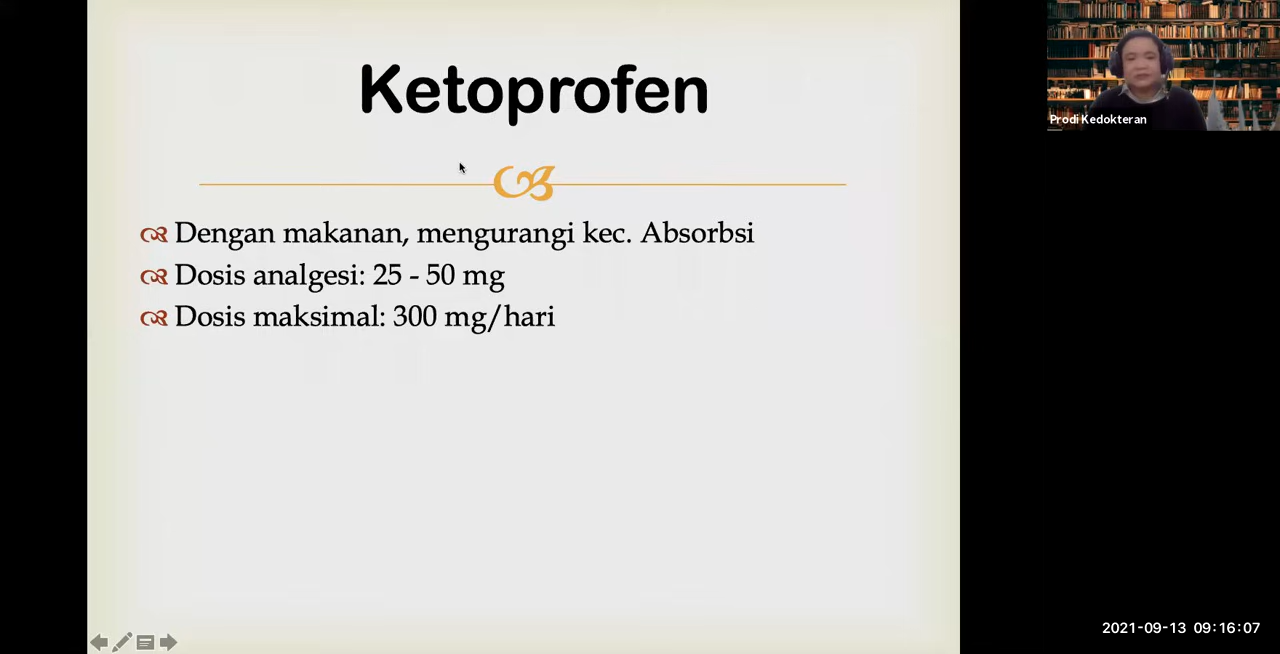 Ketoprofen
Dengan makanan, mengurangi kec. Absorbsi
Dosis analgesi: 25 - 50 mg
Dosis maksimal: 300 mg/hari
Prodi Kedokteran
2021-09-13 09:16:07